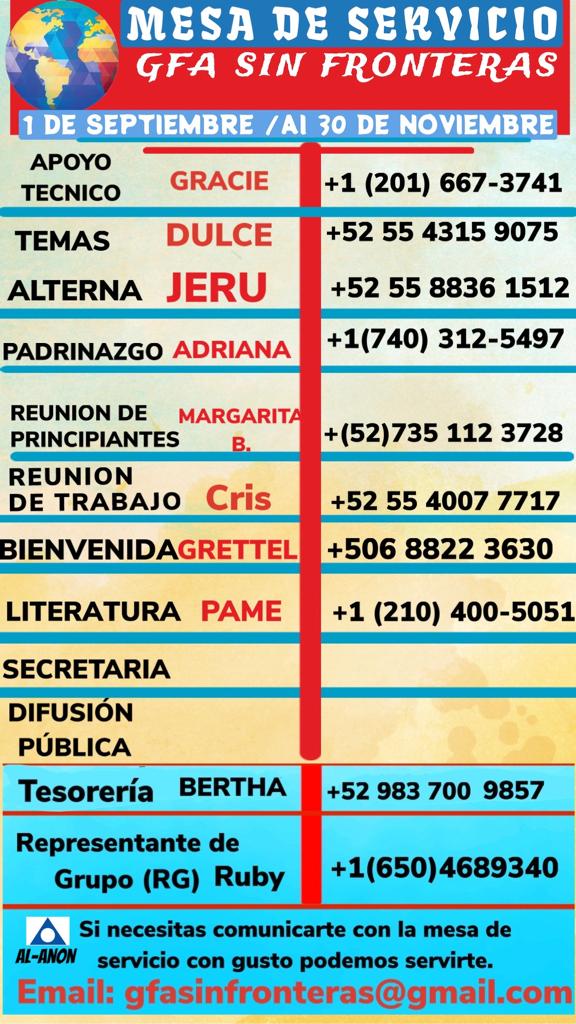 MESA DE SERVICIO
GFA SIN FRONTERAS
1 DE SEPTIEMBRE /Al 30 DE NOVIEMBRE
APOYO
TECNICO GRACIE +1 (201) 667-3741
TEMAS DULCE +52 55 4315 9075
ALTERNA JERU +52 55 8836 1512
PADRINAZGO ADRIANA +1(740) 312-5497
REUNION DE MARGARITA
PRINCIPIANTES B. +(52)735 112 3728
REUNION
DE TRABAJO Cris +52 55 4007 7717
BIENVENIDA GRETTEL +506 8822 3630
LITERATURA PAME +1 (210) 400-5051
SECRETARIA
DIFUSIÓN
PÚBLICA
Tesorería BERTHA +52 983 700 9857
Representante de
Grupo (RG) Ruby +1(650)4689340
Si necesitas comunicarte con la mesa de
AL-ANON servicio con gusto podemos servirte.
Email: gfasinfronteras@gmail.com